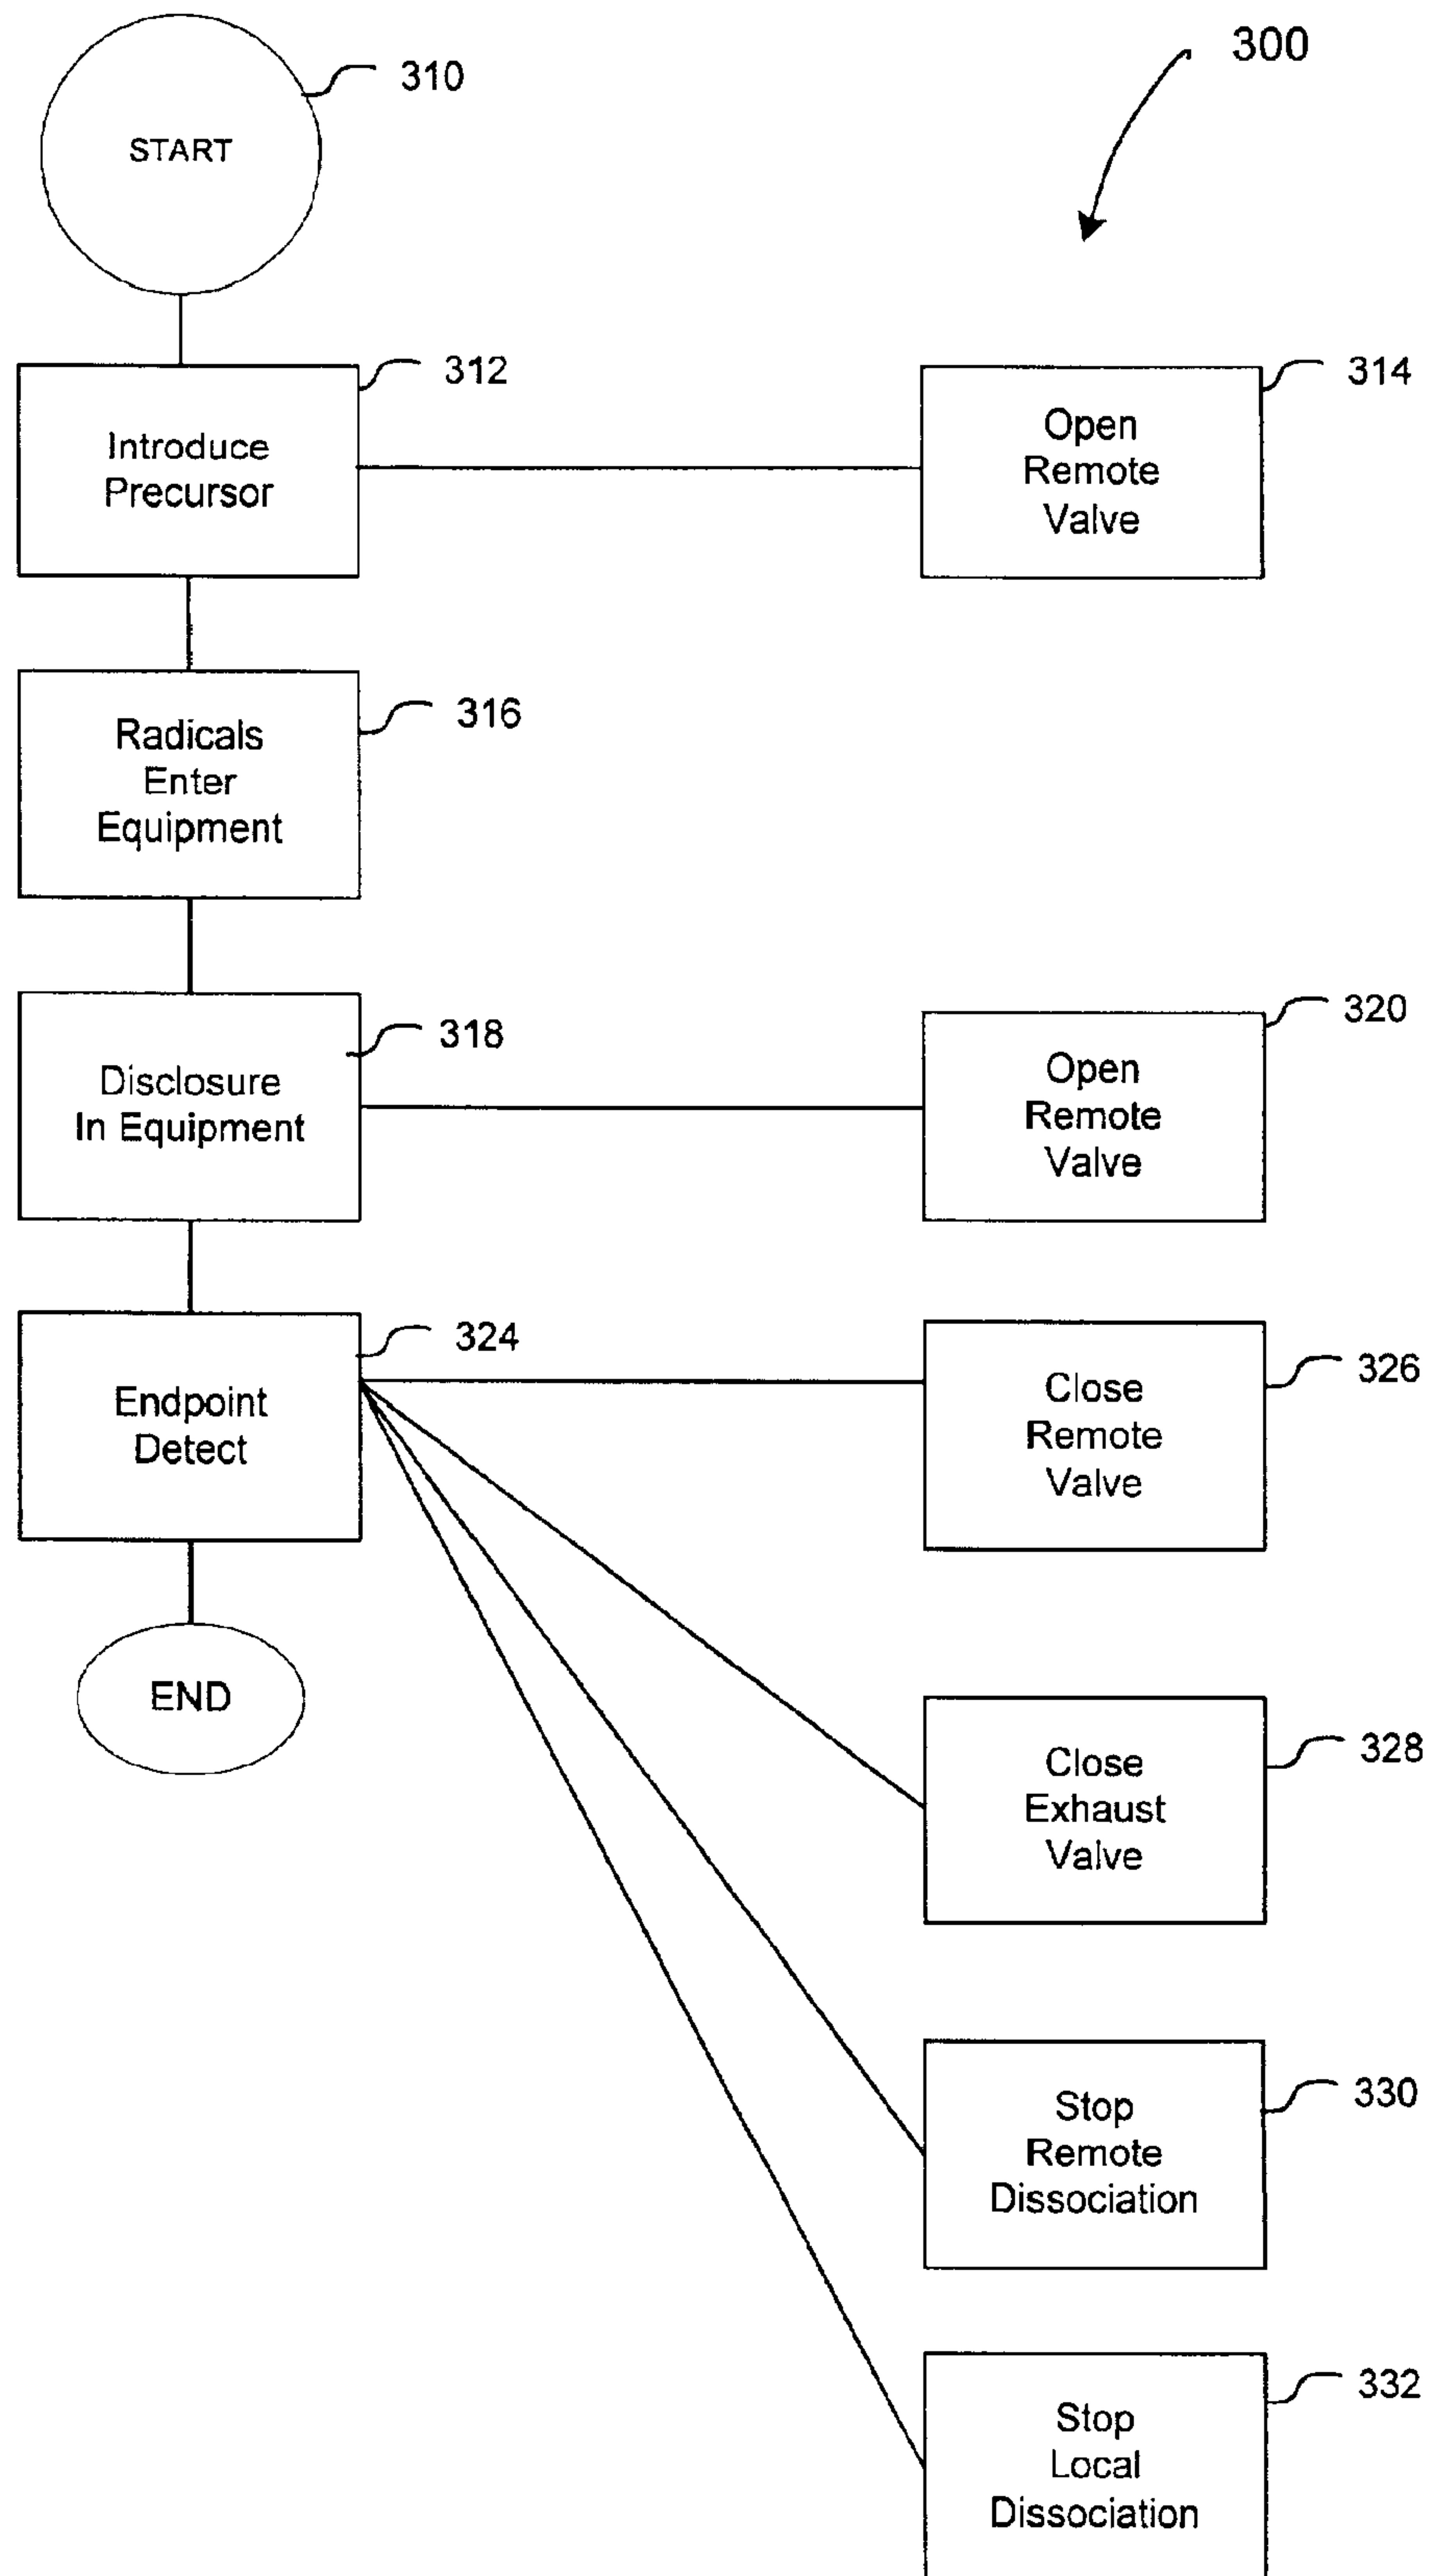 300
310
START
312
Introduce
Precursor
314
Open
Remote
Valve
316
Radicals
Enter
Equipment
318
Disclosure
In Equipment
320
Open
Remote
Valve
324
Endpoint
Detect
326
Close
Remote
Valve
END
328
Close
Exhaust
Valve
330
Stop
Remote
Dissociation
332
Stop
Local
Dissociation